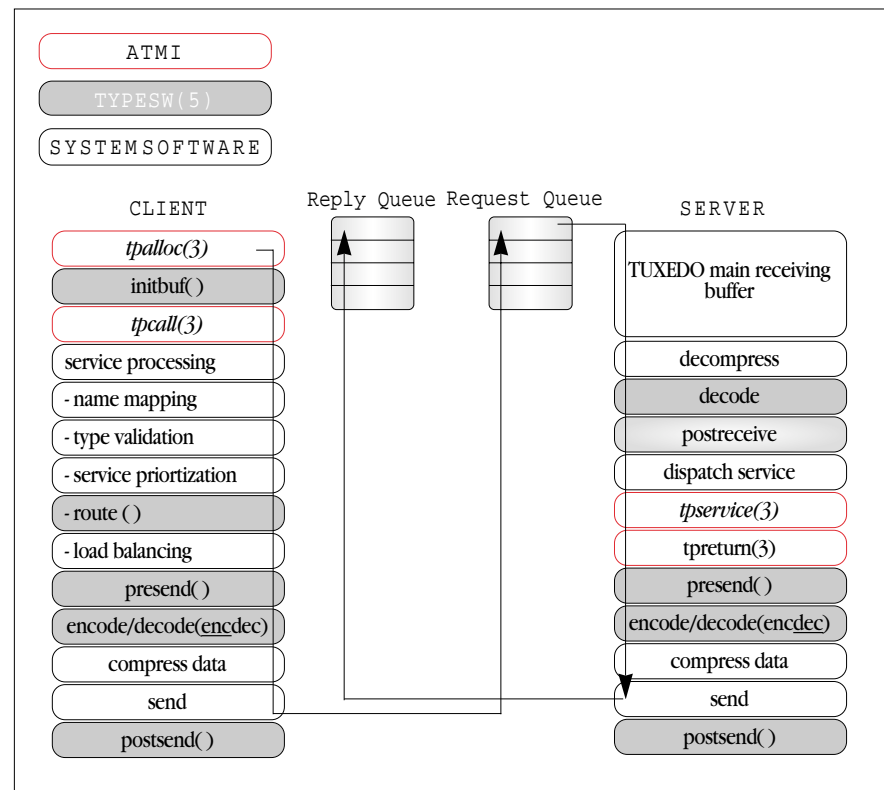 ATMI
TYPESW(5)
SYSTEMSOFTWARE
Reply Queue
Request Queue
CLIENT
tpalloc(3)
initbuf( )
tpcall(3)
service processing
- name mapping
- type validation
- service priortization
- route ( )
- load balancing
presend( )
encode/decode(encdec)
compress data
send
postsend( )
SERVER
TUXEDO main receiving
buffer
decompress
decode
postreceive
dispatch service
tpservice(3)
tpreturn(3)
presend( )
encode/decode(encdec)
compress data
send
postsend( )